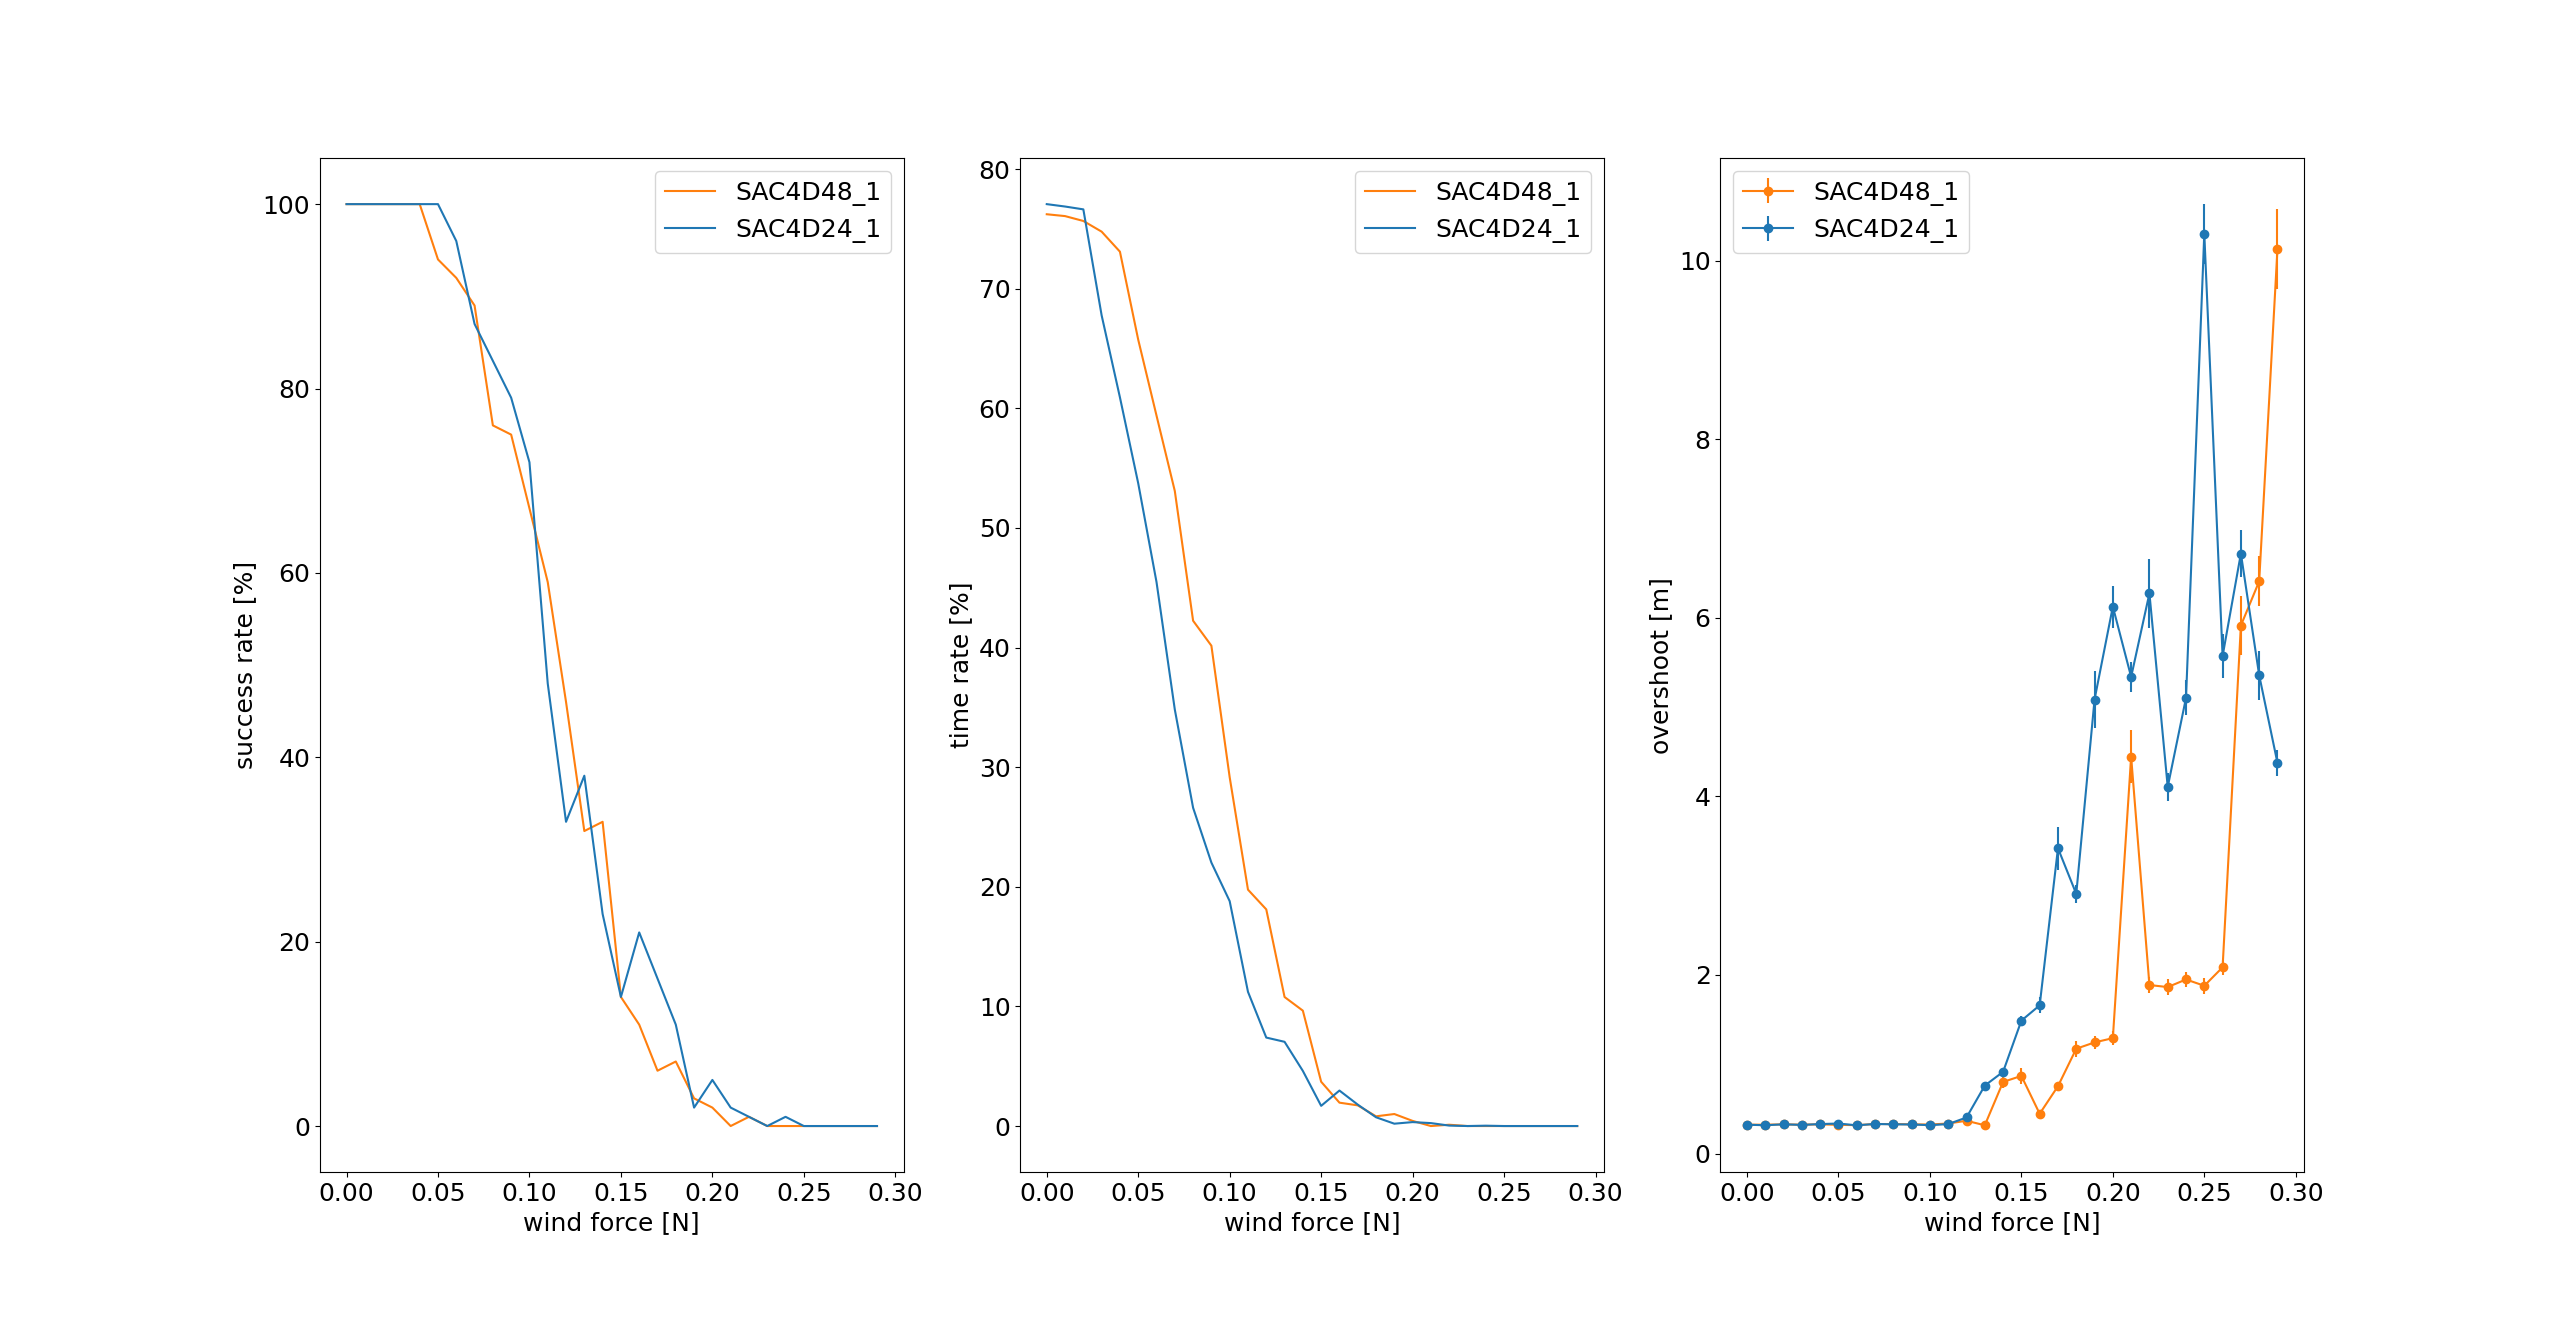 SAC4D48_1
SAC4D24_1
100
80
60
40
20
0
success rate [%]
0.00 0.05 0.10 0.15 0.20 0.25 0.30
wind force [N]
SAC4D48_1
SAC4D24_1
80
70
60
50
40
30
20
10
0
time rate [%]
0.00 0.05 0.10 0.15 0.20 0.25 0.30
wind force [N]
SAC4D48_1
SAC4D24_1
10
8
6
4
2
0
overshoot [m]
0.00 0.05 0.10 0.15 0.20 0.25 0.30
wind force [N]